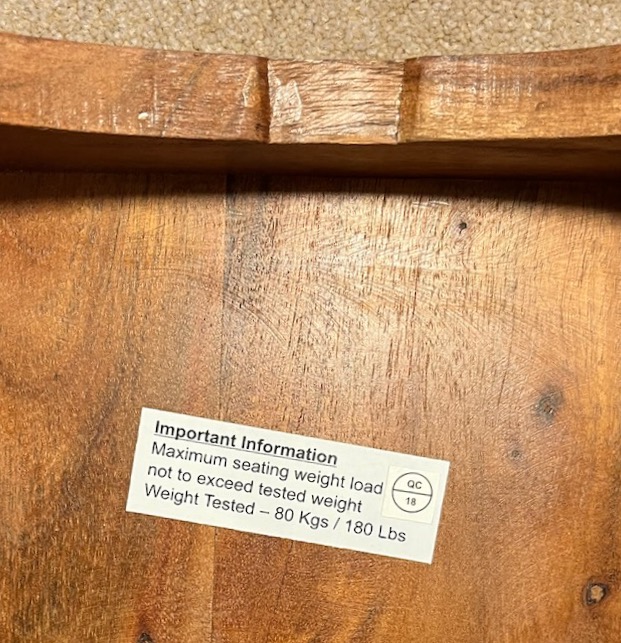 Important Information
Maximum seating weight load
not to exceed tested weight
Weight Tested – 80 Kgs / 180 Lbs
QC
18